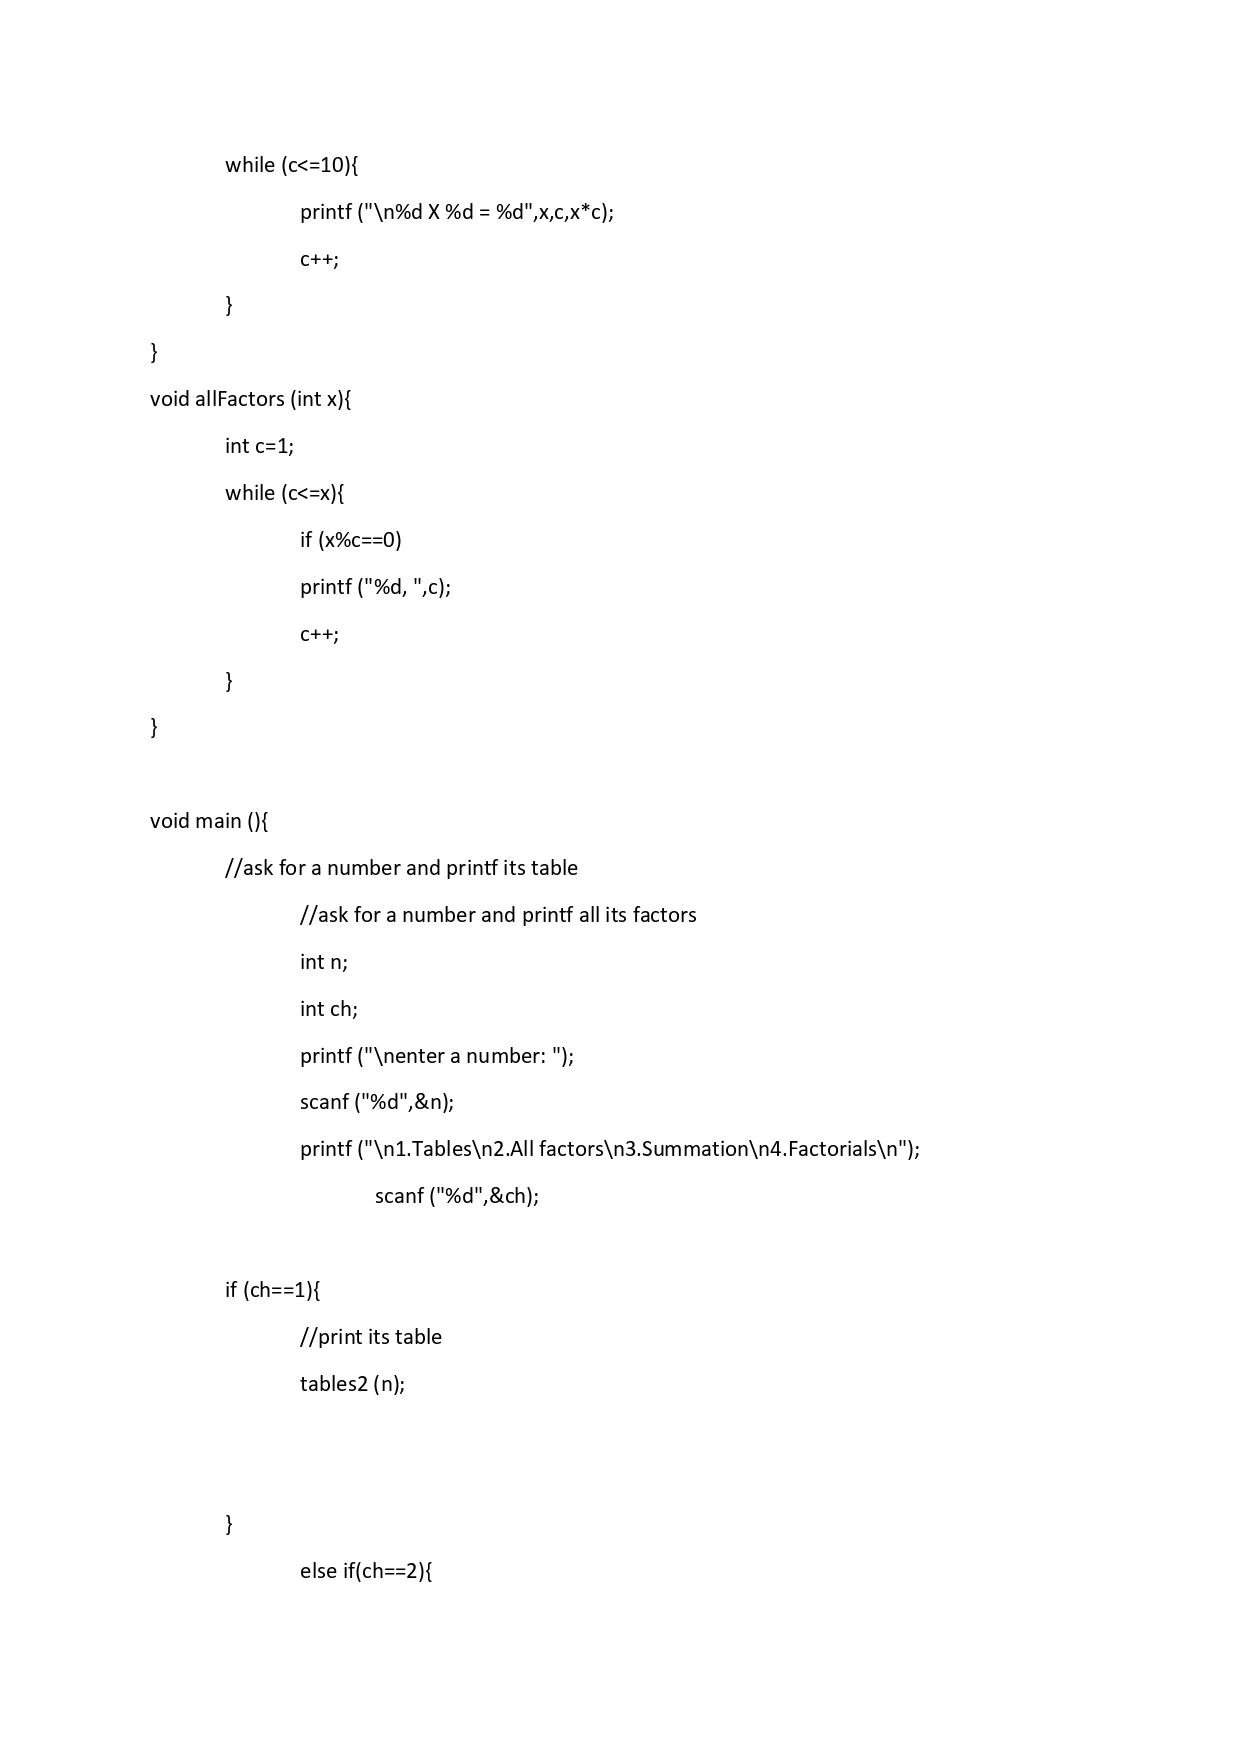 while (c<=10){
printf ("\n%d X %d = %d",x,c,x*c);
c++;
}
}
void allFactors (int x){
int c=1;
while (c<=x){
if (x%c==0)
printf ("%d, ",c);
c++;
}
}
void main (){
//ask for a number and printf its table
//ask for a number and printf all its factors
int n;
int ch;
printf ("\nenter a number: ");
scanf ("%d",&n);
printf ("\n1.Tables\n2.All factors\n3.Summation\n4.Factorials\n");
scanf ("%d",&ch);
if (ch==1){
//print its table
tables2 (n);
}
else if(ch==2){